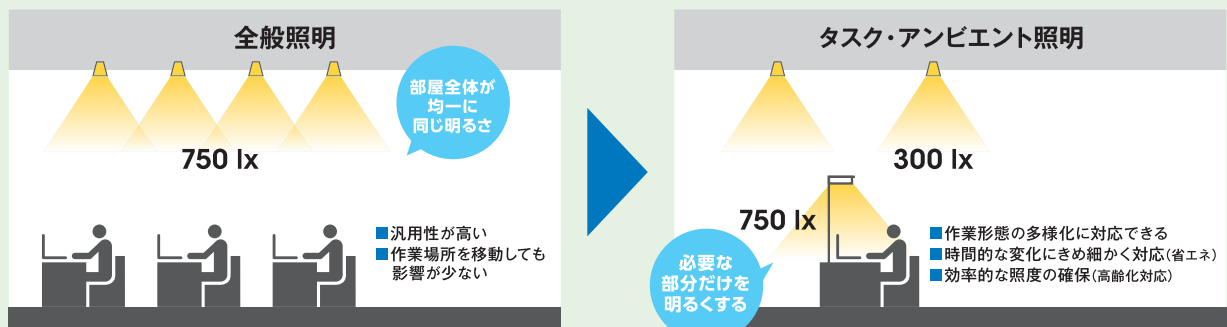 全般照明
部屋全体が
均一に
同じ明るさ
750 lx
■汎用性が高い
■作業場所を移動しても
影響が少ない
タスク・アンビエント照明
300 lx
750 lx
必要な
部分だけを
明るくする
■作業形態の多様化に対応できる
■時間的な変化にきめ細かく対応(省エネ)
■効率的な照度の確保(高齢化対応)